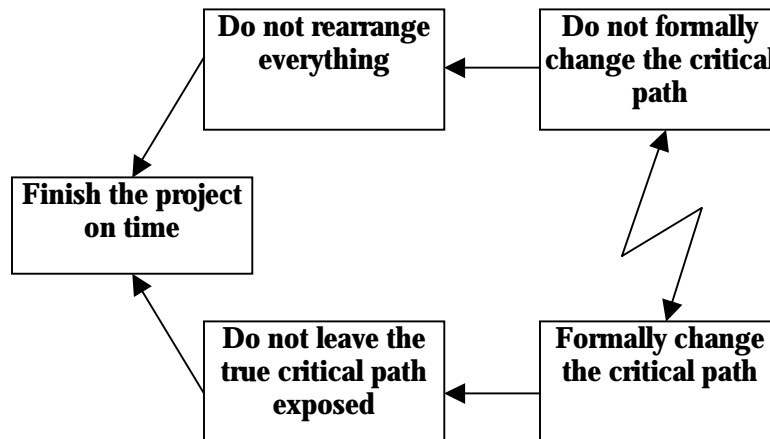 Do not rearrange
everything
Do not formally
change the critical
path
Finish the project
on time
Do not leave the
true critical path
exposed
Formally change
the critical path